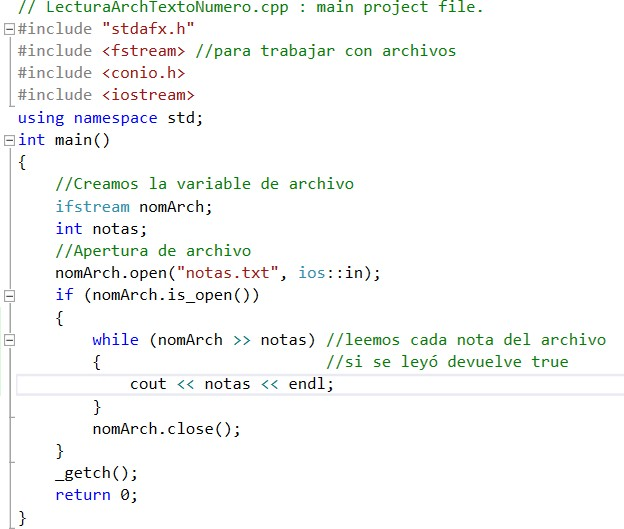 // LecturaArchTextoNumero.cpp : main project file.
#include "stdafx.h"
#include <fstream> //para trabajar con archivos
#include <conio.h>
#include <iostream>
using namespace std;
int main()
{
    //Creamos la variable de archivo
    ifstream nomArch;
    int notas;
    //Apertura de archivo
    nomArch.open("notas.txt", ios::in);
    if (nomArch.is_open())
    {
        while (nomArch >> notas) //leemos cada nota del archivo
        {                        //si se leyó devuelve true
            cout << notas << endl;
        }
        nomArch.close();
    }
    _getch();
    return 0;
}